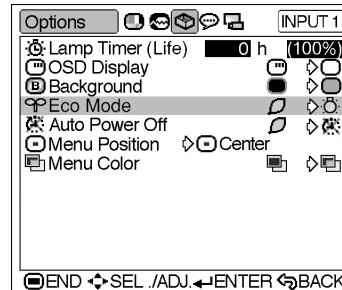 Options INPUT 1
Lamp Timer (Life) 0 h (100%)
OSD Display
B Background
Eco Mode
Auto Power Off
Menu Position Center
Menu Color
END SEL ./ADJ. ENTER BACK